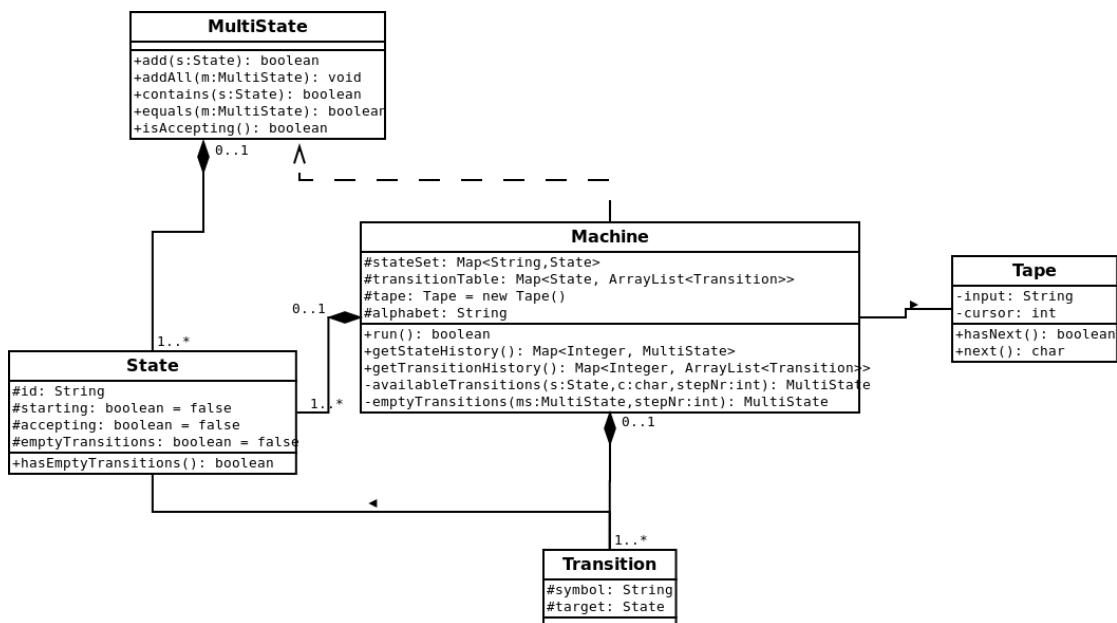 MultiState
+add(s:State): boolean
+addAll(m:MultiState): void
+contains(s:State): boolean
+equals(m:MultiState): boolean
+isAccepting(): boolean
0..1
Machine
#stateSet: Map<String,State>
#transitionTable: Map<State, ArrayList<Transition>>
#tape: Tape = new Tape()
#alphabet: String
+run(): boolean
+getStateHistory(): Map<Integer, MultiState>
+getTransitionHistory(): Map<Integer, ArrayList<Transition>>
-availableTransitions(s:State,c:char,stepNr:int): MultiState
-emptyTransitions(ms:MultiState,stepNr:int): MultiState
Tape
-input: String
-cursor: int
+hasNext(): boolean
+next(): char
0..1
1..*
State
#id: String
#starting: boolean = false
#accepting: boolean = false
#emptyTransitions: boolean = false
+hasEmptyTransitions(): boolean
1..*
0..1
1..*
Transition
#symbol: String
#target: State